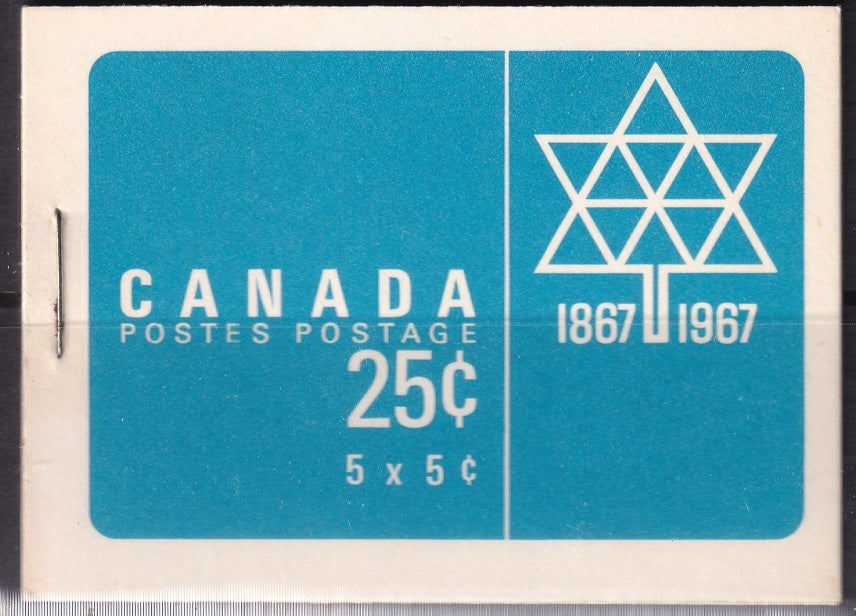 CANADA
POSTES POSTAGE
25¢
5 x 5¢
1867 1967